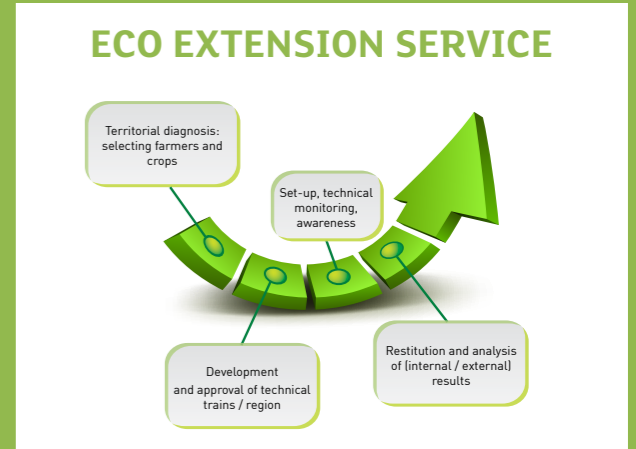 ECO EXTENSION SERVICE
Territorial diagnosis:
selecting farmers and
crops
Set-up, technical
monitoring,
awareness
Development
and approval of technical
trains / region
Restitution and analysis
of (internal / external)
results